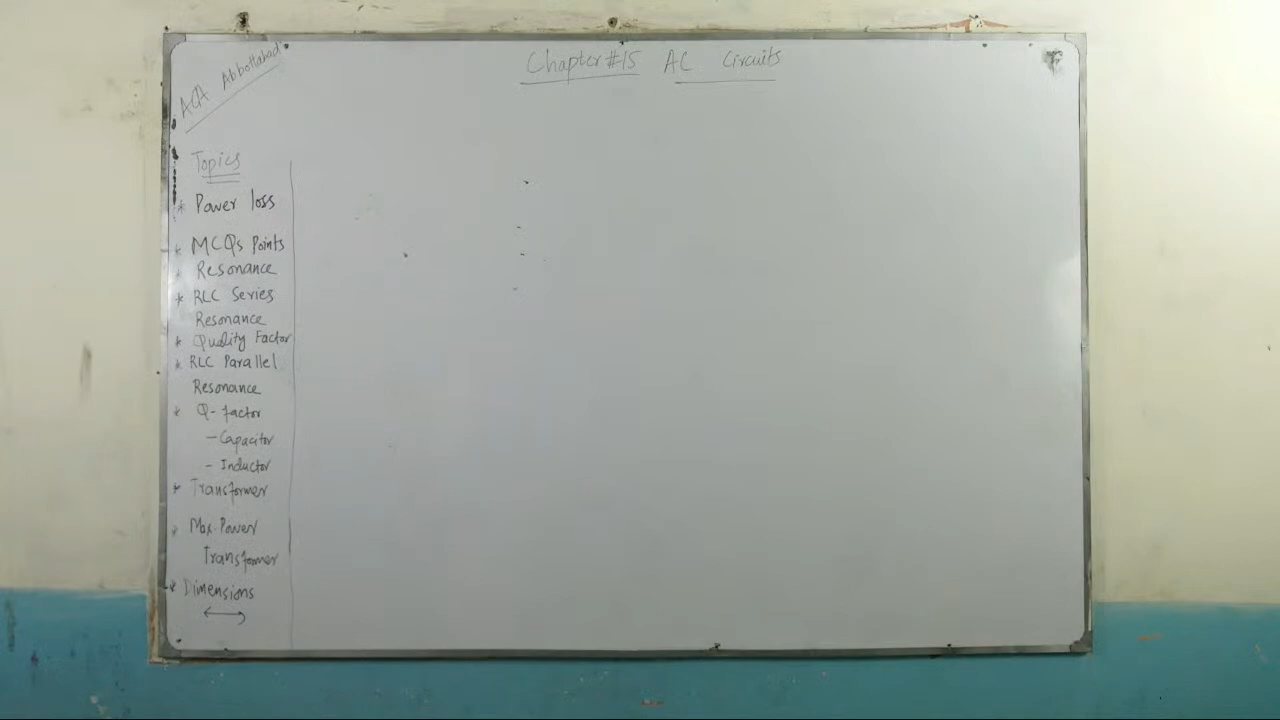 ACA Abbottabad
Chapter#15 AC Circuits
Topics
* Power loss
* MCQs Points
* Resonance
* RLC Series
Resonance
* Quality Factor
* RLC Parallel
Resonance
* Q-factor
- Capacitor
- Inductor
* Transformer
* Max. Power
Transformer
* Dimensions